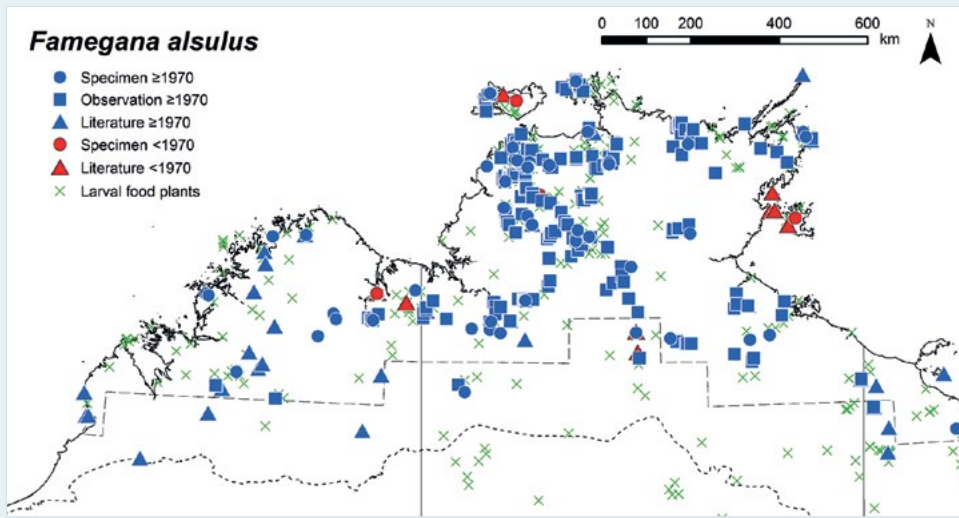 Famegana alsulus
0 100 200 400 600
km
N
Specimen ≥1970
Observation ≥1970
Literature ≥1970
Specimen <1970
Literature <1970
Larval food plants